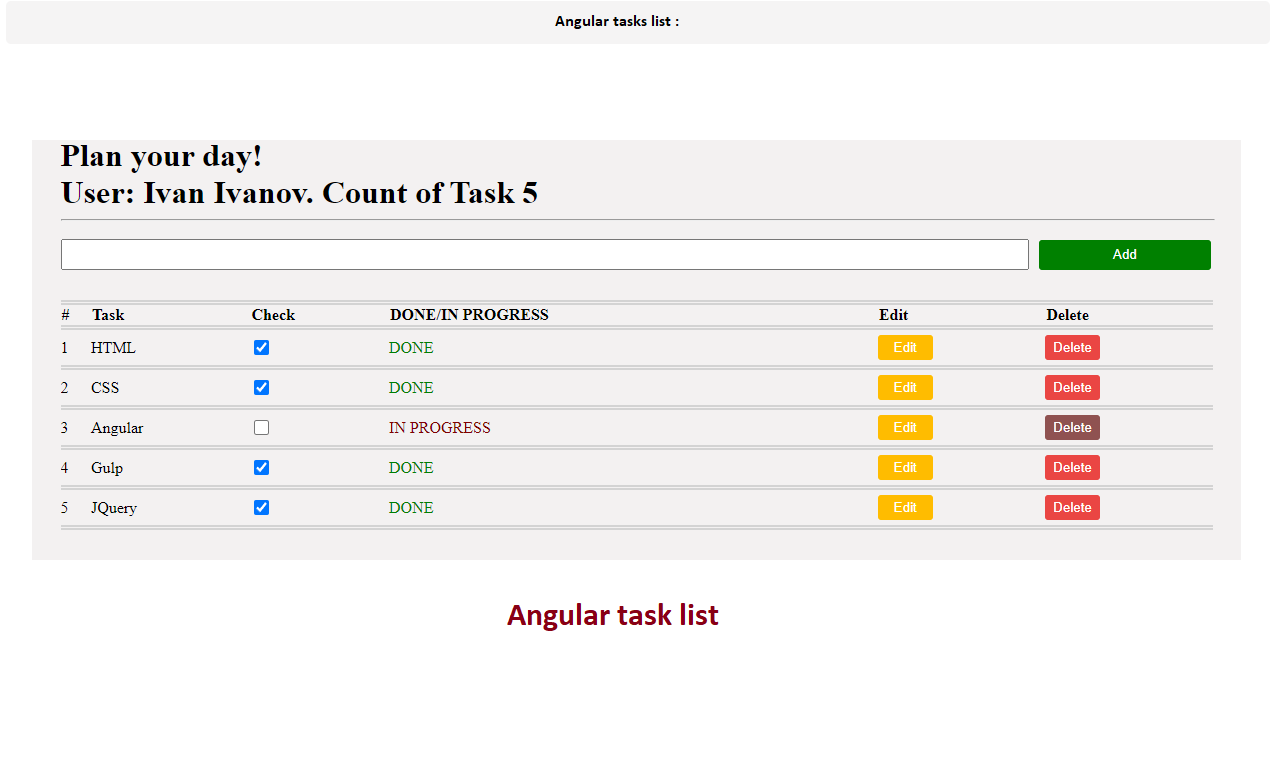 Angular tasks list :
Plan your day!
User: Ivan Ivanov. Count of Task 5
Add
# Task Check DONE/IN PROGRESS Edit Delete
1 HTML DONE Edit Delete
2 CSS DONE Edit Delete
3 Angular IN PROGRESS Edit Delete
4 Gulp DONE Edit Delete
5 JQuery DONE Edit Delete
Angular task list